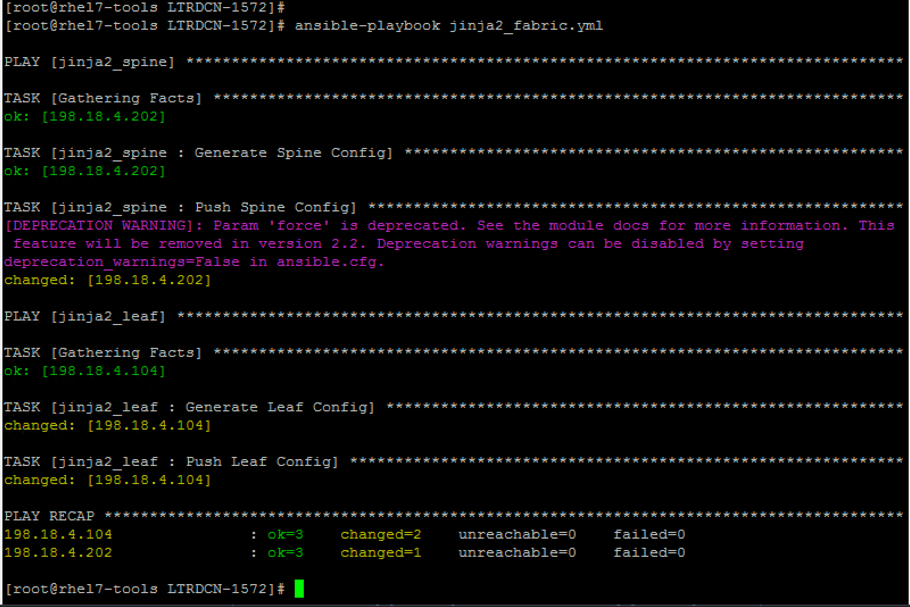 [root@rhel7-tools LTRDCN-1572]#
[root@rhel7-tools LTRDCN-1572]# ansible-playbook jinja2_fabric.yml
PLAY [jinja2_spine] *******************************************************************************
TASK [Gathering Facts] ****************************************************************************
ok: [198.18.4.202]
TASK [jinja2_spine : Generate Spine Config] *******************************************************
ok: [198.18.4.202]
TASK [jinja2_spine : Push Spine Config] ***********************************************************
[DEPRECATION WARNING]: Param 'force' is deprecated. See the module docs for more information. This
feature will be removed in version 2.2. Deprecation warnings can be disabled by setting
deprecation_warnings=False in ansible.cfg.
changed: [198.18.4.202]
PLAY [jinja2_leaf] ********************************************************************************
TASK [Gathering Facts] ****************************************************************************
ok: [198.18.4.104]
TASK [jinja2_leaf : Generate Leaf Config] *********************************************************
changed: [198.18.4.104]
TASK [jinja2_leaf : Push Leaf Config] *************************************************************
changed: [198.18.4.104]
PLAY RECAP ****************************************************************************************
198.18.4.104 : ok=3 changed=2 unreachable=0 failed=0
198.18.4.202 : ok=3 changed=1 unreachable=0 failed=0
[root@rhel7-tools LTRDCN-1572]#